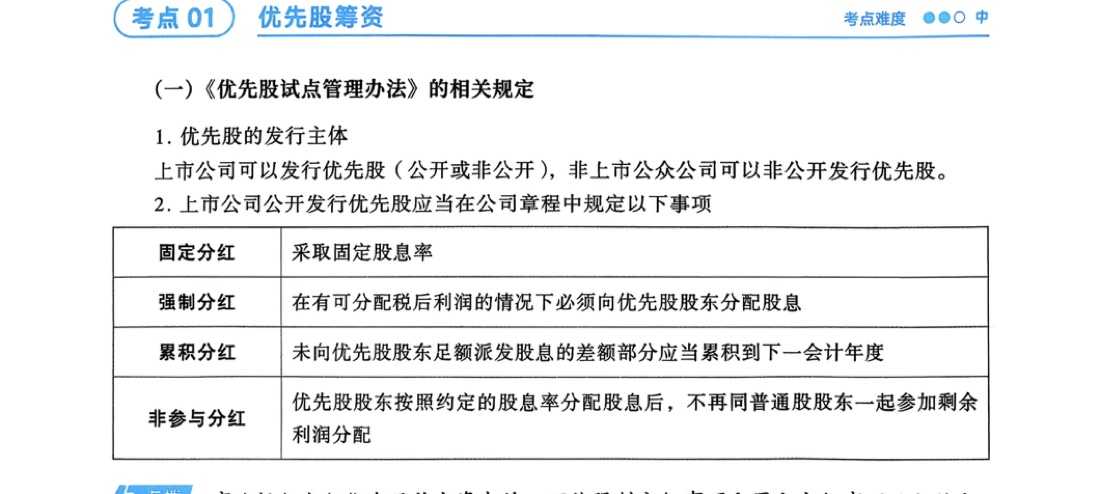 考点 01 优先股筹资 考点难度 中
(一)《优先股试点管理办法》的相关规定
1. 优先股的发行主体
上市公司可以发行优先股(公开或非公开),非上市公众公司可以非公开发行优先股。
2. 上市公司公开发行优先股应当在公司章程中规定以下事项
固定分红 采取固定股息率
强制分红 在有可分配税后利润的情况下必须向优先股股东分配股息
累积分红 未向优先股股东足额派发股息的差额部分应当累积到下一会计年度
非参与分红 优先股股东按照约定的股息率分配股息后,不再同普通股股东一起参加剩余
利润分配